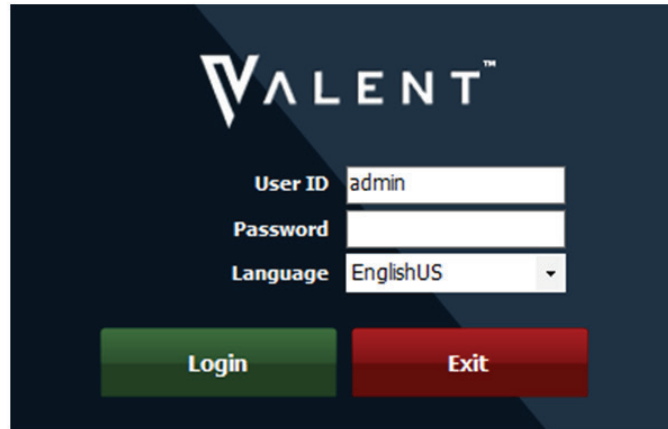 VALENT™
User ID admin
Password
Language EnglishUS
Login Exit